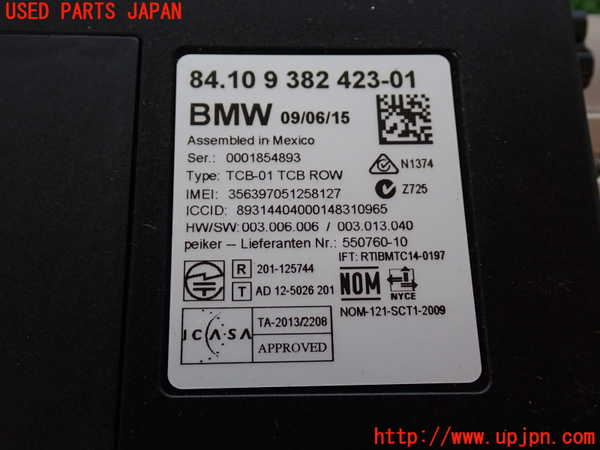 USED PARTS JAPAN
84.10 9 382 423-01
BMW 09/06/15
Assembled in Mexico
Ser.: 0001854893
N1374
Type: TCB-01 TCB ROW
IMEI: 356397051258127
Z725
ICCID: 89314404000148310965
HW/SW: 003.006.006 / 003.013.040
peiker – Lieferanten Nr.: 550760-10
IFT: RTIBMTC14-0197
R 201-125744
T AD 12-5026 201
NOM NYCE
NOM-121-SCT1-2009
ICASA
TA-2013/2208
APPROVED
http://www.upjpn.com/